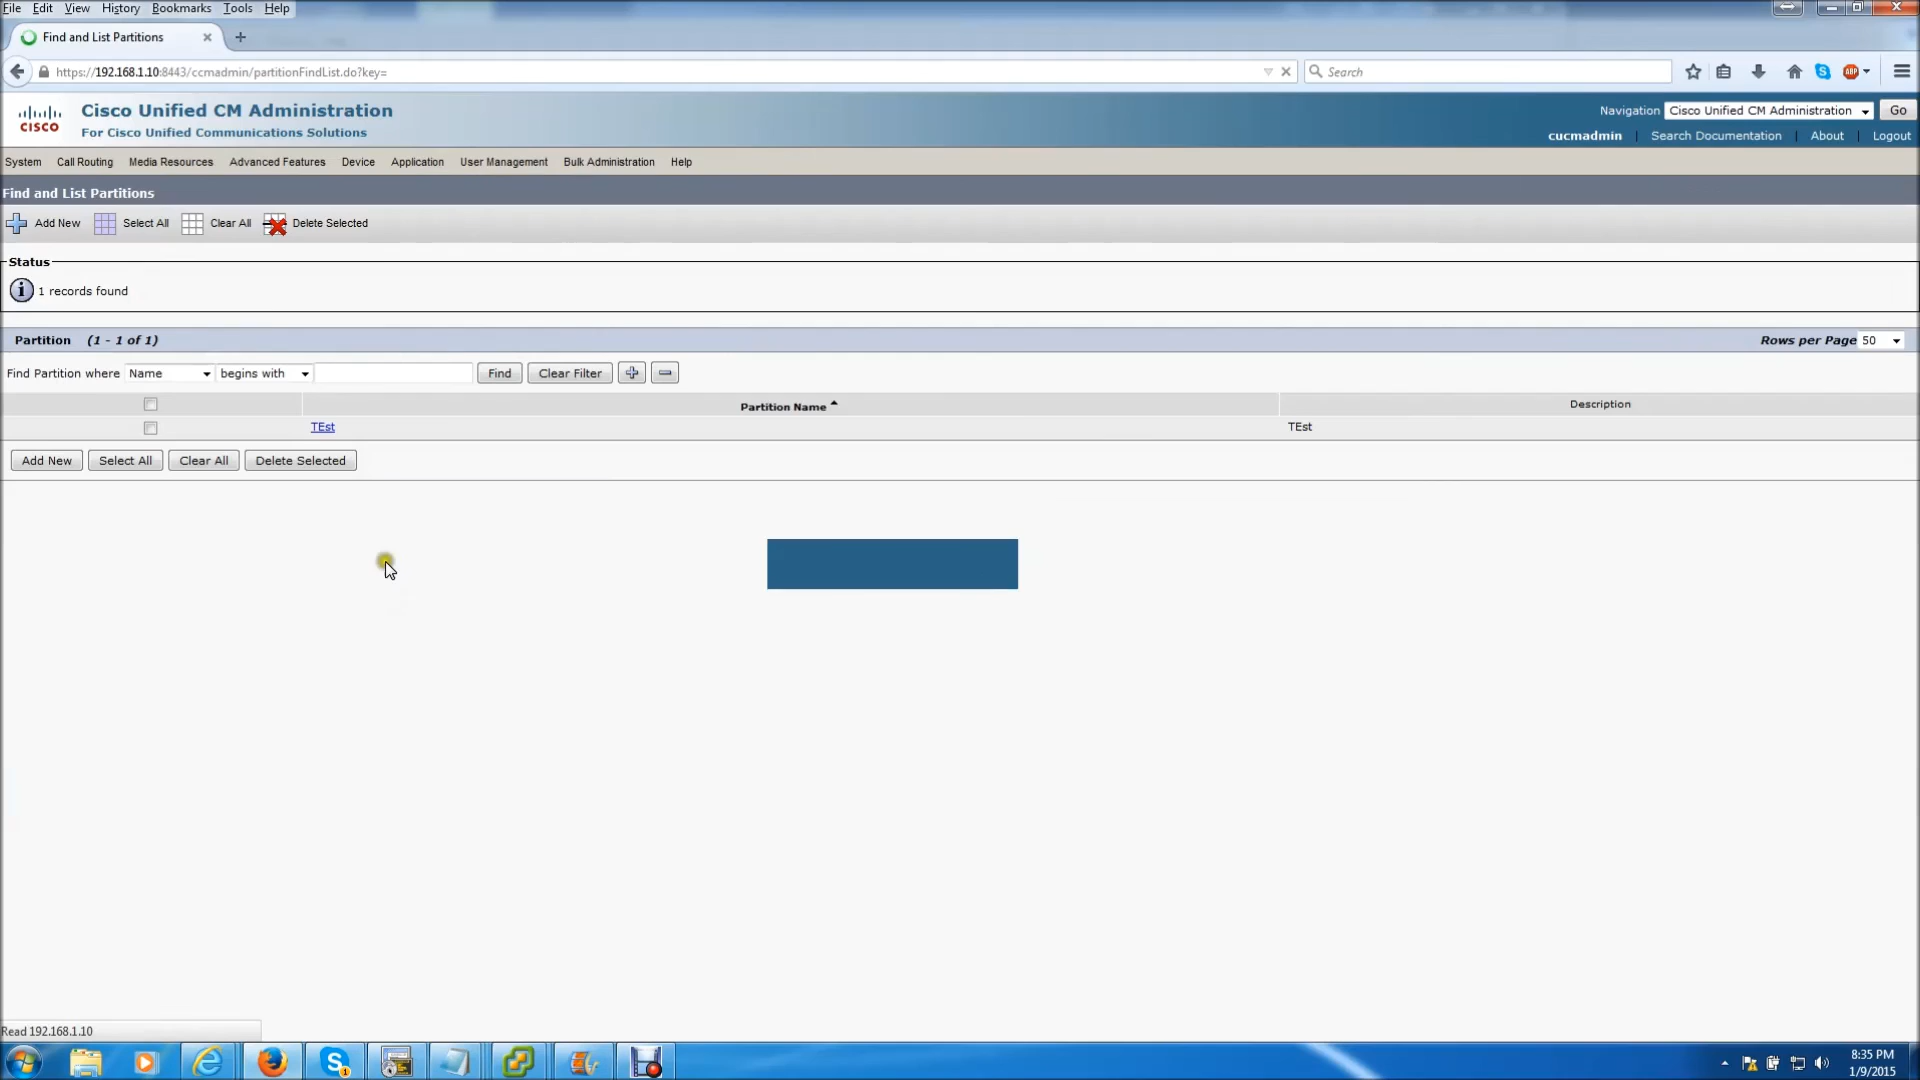 File Edit View History Bookmarks Tools Help
Find and List Partitions
https://192.168.1.10:8443/ccmadmin/partitionFindList.do?key=
Search
CISCO
Cisco Unified CM Administration
For Cisco Unified Communications Solutions
Navigation Cisco Unified CM Administration Go
cucmadmin | Search Documentation | About | Logout
System Call Routing Media Resources Advanced Features Device Application User Management Bulk Administration Help
Find and List Partitions
Add New Select All Clear All Delete Selected
Status
1 records found
Partition (1 - 1 of 1)
Rows per Page 50
Find Partition where Name begins with Find Clear Filter
Partition Name Description
TEst TEst
Add New Select All Clear All Delete Selected
Read 192.168.1.10
8:35 PM
1/9/2015